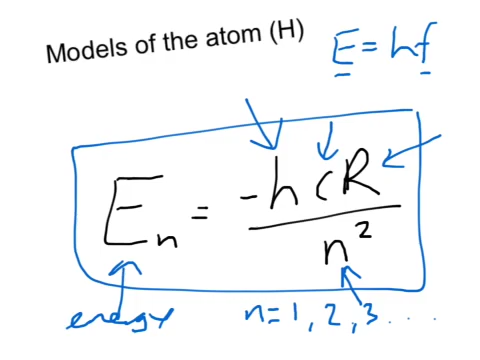 Models of the atom (H)
E = hf
Eₙ = -hcR / n²
energy
n=1, 2, 3 ....